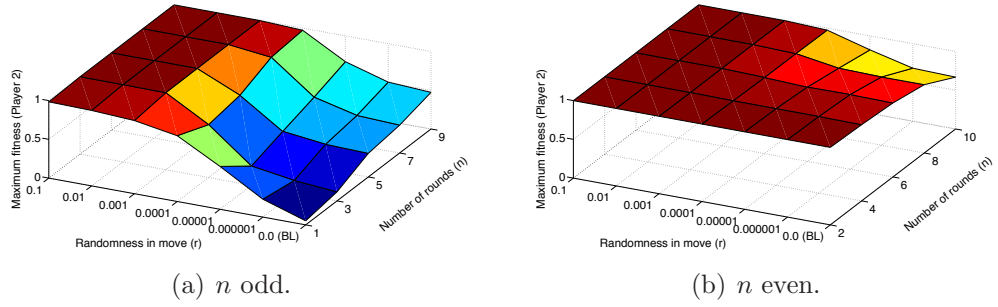 Maximum fitness (Player 2)
1
0.5
0
0.1
0.01
0.001
0.0001
0.00001
0.000001
0.0 (BL)
Randomness in move (r)
1
3
5
7
9
Number of rounds (n)
(a) n odd.
Maximum fitness (Player 2)
1
0.5
0
0.1
0.01
0.001
0.0001
0.00001
0.000001
0.0 (BL)
Randomness in move (r)
2
4
6
8
10
Number of rounds (n)
(b) n even.